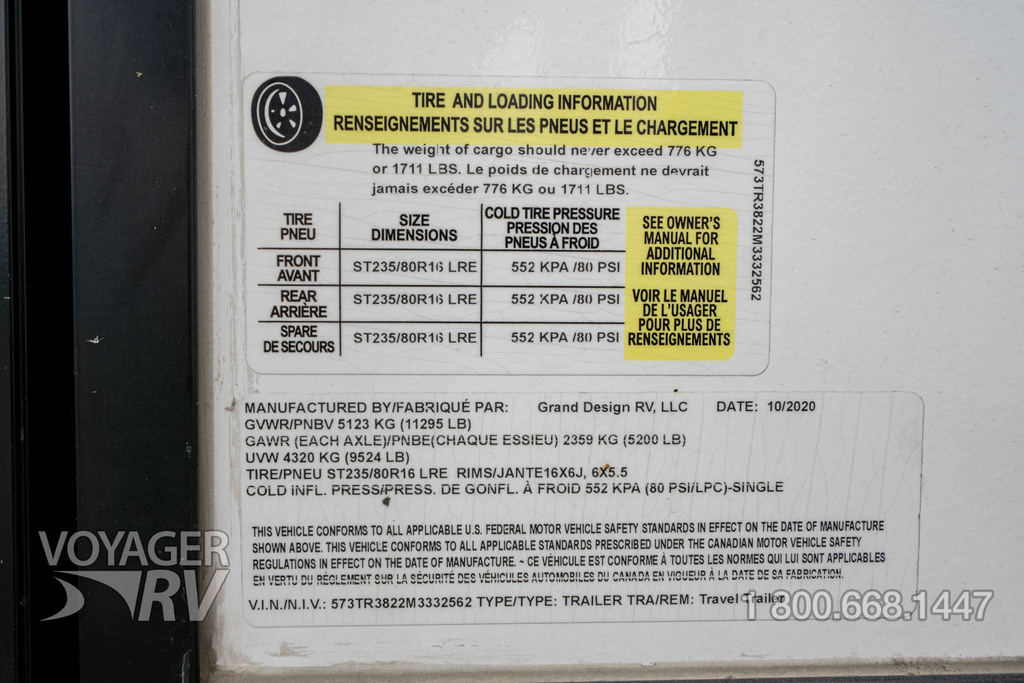 TIRE AND LOADING INFORMATION
RENSEIGNEMENTS SUR LES PNEUS ET LE CHARGEMENT
The weight of cargo should never exceed 776 KG
or 1711 LBS. Le poids de chargement ne devrait
jamais excéder 776 KG ou 1711 LBS.
TIRE PNEU
SIZE DIMENSIONS
COLD TIRE PRESSURE PRESSION DES PNEUS À FROID
FRONT AVANT ST235/80R16 LRE 552 KPA /80 PSI
REAR ARRIÈRE ST235/80R16 LRE 552 KPA /80 PSI
SPARE DE SECOURS ST235/80R16 LRE 552 KPA /80 PSI
SEE OWNER'S
MANUAL FOR
ADDITIONAL
INFORMATION
VOIR LE MANUEL
DE L'USAGER
POUR PLUS DE
RENSEIGNEMENTS
573TR3822M3332562
MANUFACTURED BY/FABRIQUÉ PAR: Grand Design RV, LLC DATE: 10/2020
GVWR/PNBV 5123 KG (11295 LB)
GAWR (EACH AXLE)/PNBE(CHAQUE ESSIEU) 2359 KG (5200 LB)
UVW 4320 KG (9524 LB)
TIRE/PNEU ST235/80R16 LRE RIMS/JANTE16X6J, 6X5.5
COLD INFL. PRESS/PRESS. DE GONFL. À FROID 552 KPA (80 PSI/LPC)-SINGLE
THIS VEHICLE CONFORMS TO ALL APPLICABLE U.S. FEDERAL MOTOR VEHICLE SAFETY STANDARDS IN EFFECT ON THE DATE OF MANUFACTURE
SHOWN ABOVE. THIS VEHICLE CONFORMS TO ALL APPLICABLE STANDARDS PRESCRIBED UNDER THE CANADIAN MOTOR VEHICLE SAFETY
REGULATIONS IN EFFECT ON THE DATE OF MANUFACTURE. ~ CE VÉHICULE EST CONFORME À TOUTES LES NORMES QUI LUI SONT APPLICABLES
EN VERTU DU RÉGLEMENT SUR LA SÉCURITÉ DES VÉHICULES AUTOMOBILES DU CANADA EN VIGUEUR À LA DATE DE SA FABRICATION.
V.I.N./N.I.V.: 573TR3822M3332562 TYPE/TYPE: TRAILER TRA/REM: Travel Trailer
VOYAGER
RV
1 800.668.1447